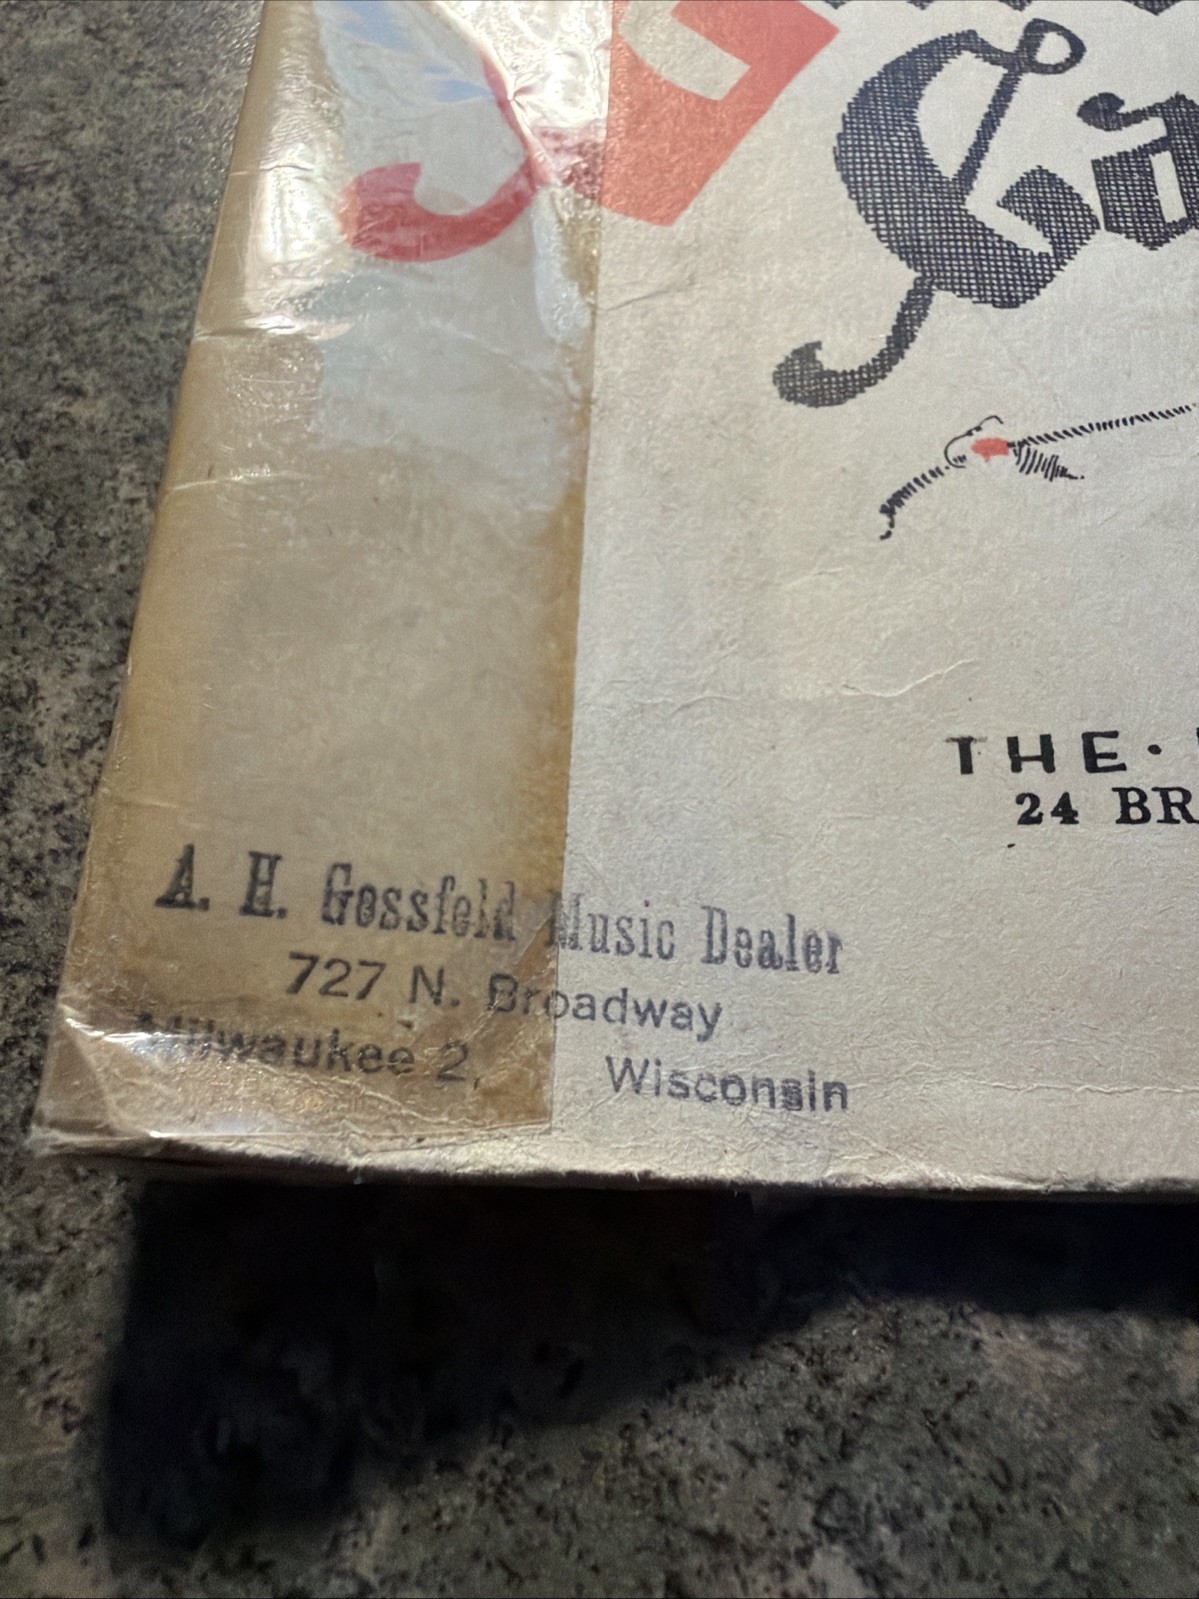 THE ·
24 BR
A. H. Gossfeld Music Dealer
727 N. Broadway
Milwaukee 2, Wisconsin